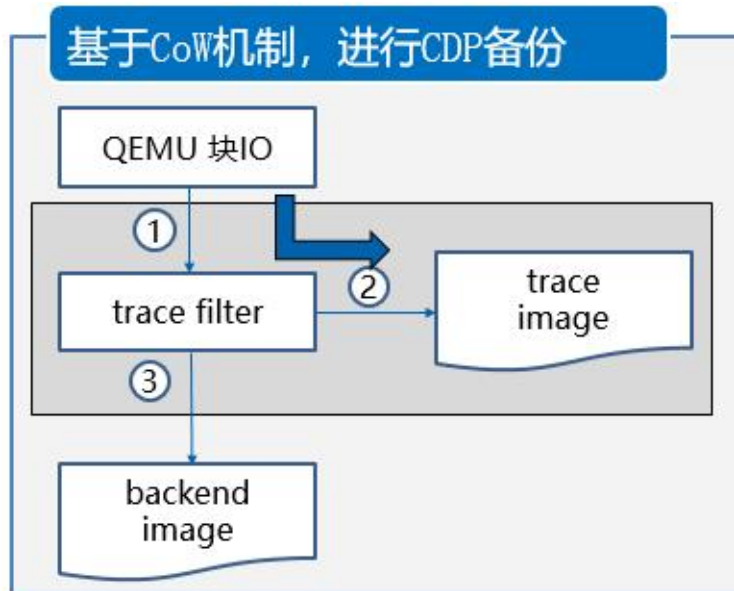 基于CoW机制，进行CDP备份
QEMU 块IO
①
trace filter
②
trace
image
③
backend
image